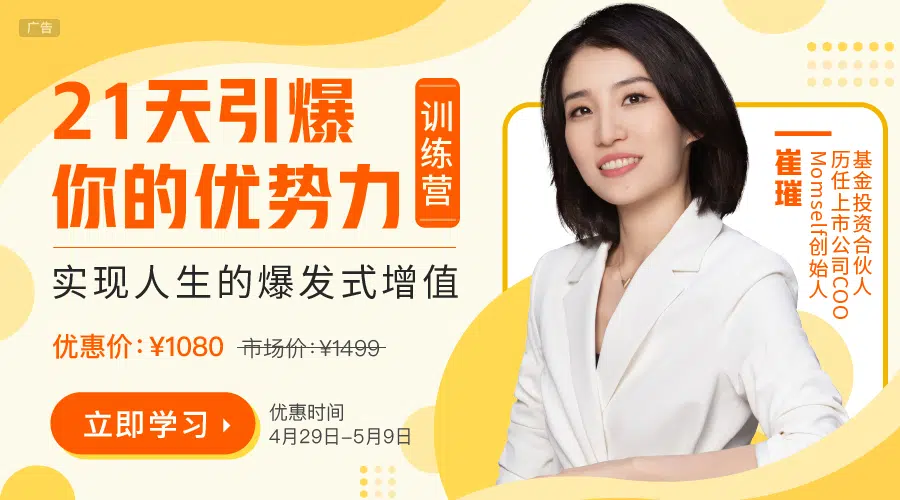 广告
21天引爆
你的优势力
训练营
实现人生的爆发式增值
优惠价:¥1080 市场价:¥1499
立即学习
优惠时间
4月29日-5月9日
崔璀
基金投资合伙人
历任上市公司COO
Momself创始人